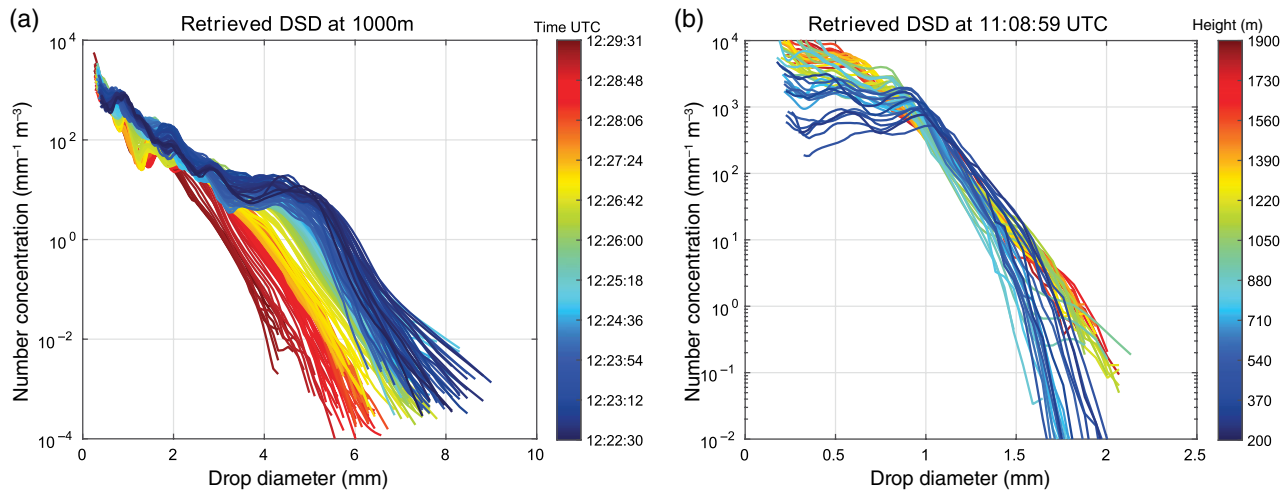 (a)
Retrieved DSD at 1000m
Time UTC
Number concentration (mm⁻¹ m⁻³)
10⁴
10²
10⁰
10⁻²
10⁻⁴
0 2 4 6 8 10
Drop diameter (mm)
12:29:31
12:28:48
12:28:06
12:27:24
12:26:42
12:26:00
12:25:18
12:24:36
12:23:54
12:23:12
12:22:30
(b)
Retrieved DSD at 11:08:59 UTC
Height (m)
Number concentration (mm⁻¹ m⁻³)
10⁴
10³
10²
10¹
10⁰
10⁻¹
10⁻²
0 0.5 1 1.5 2 2.5
Drop diameter (mm)
1900
1730
1560
1390
1220
1050
880
710
540
370
200